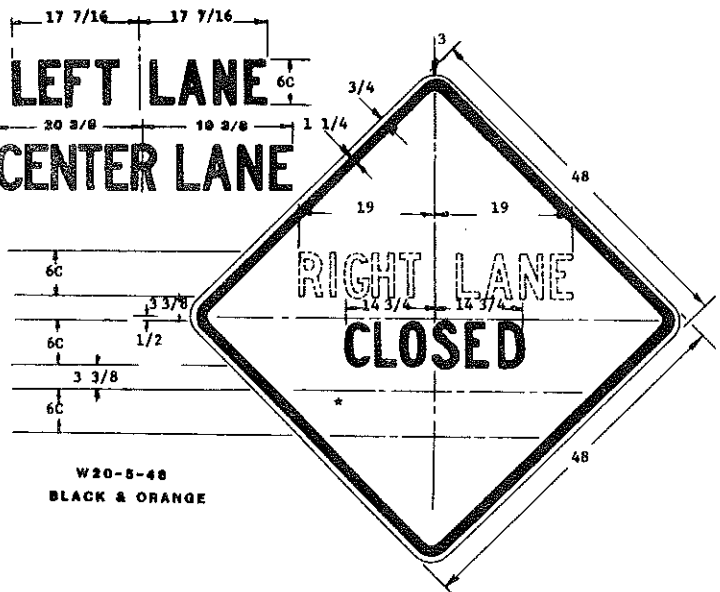 17 7/16 17 7/16
3
LEFT LANE
6C
3/4
20 3/8 19 3/8
1 1/4
CENTER LANE
48
19 19
6C
RIGHT LANE
3 3/8
14 3/4 14 3/4
1/2
CLOSED
6C
3 3/8
6C
*
48
W20-5-48
BLACK & ORANGE